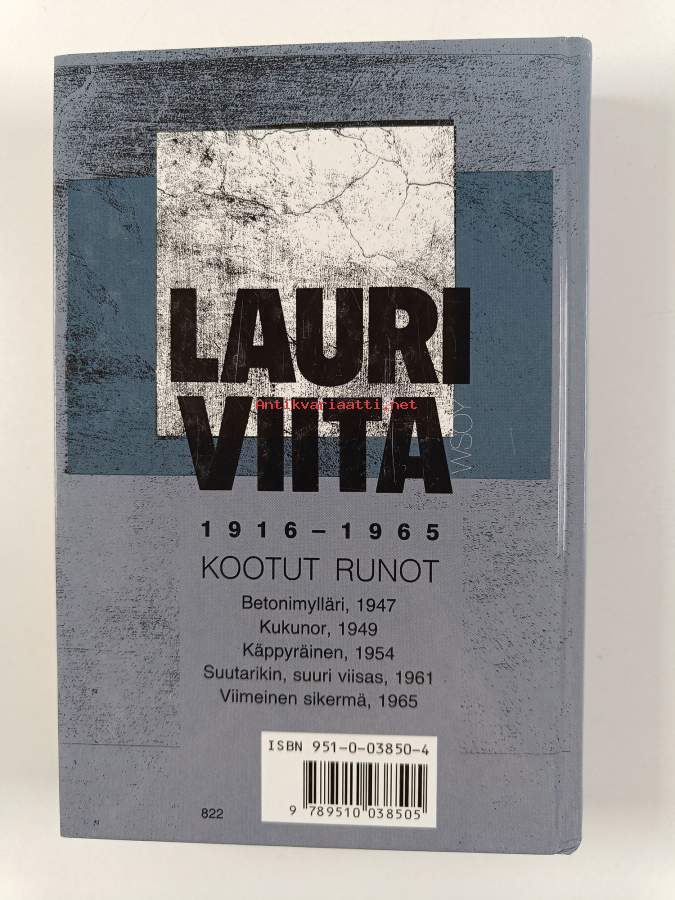 LAURI
Antikvariaatti.net
VIITA
WSOY
1916–1965
KOOTUT RUNOT
Betonimylläri, 1947
Kukunor, 1949
Käppyräinen, 1954
Suutarikin, suuri viisas, 1961
Viimeinen sikermä, 1965
ISBN 951-0-03850-4
9 789510 038505
822